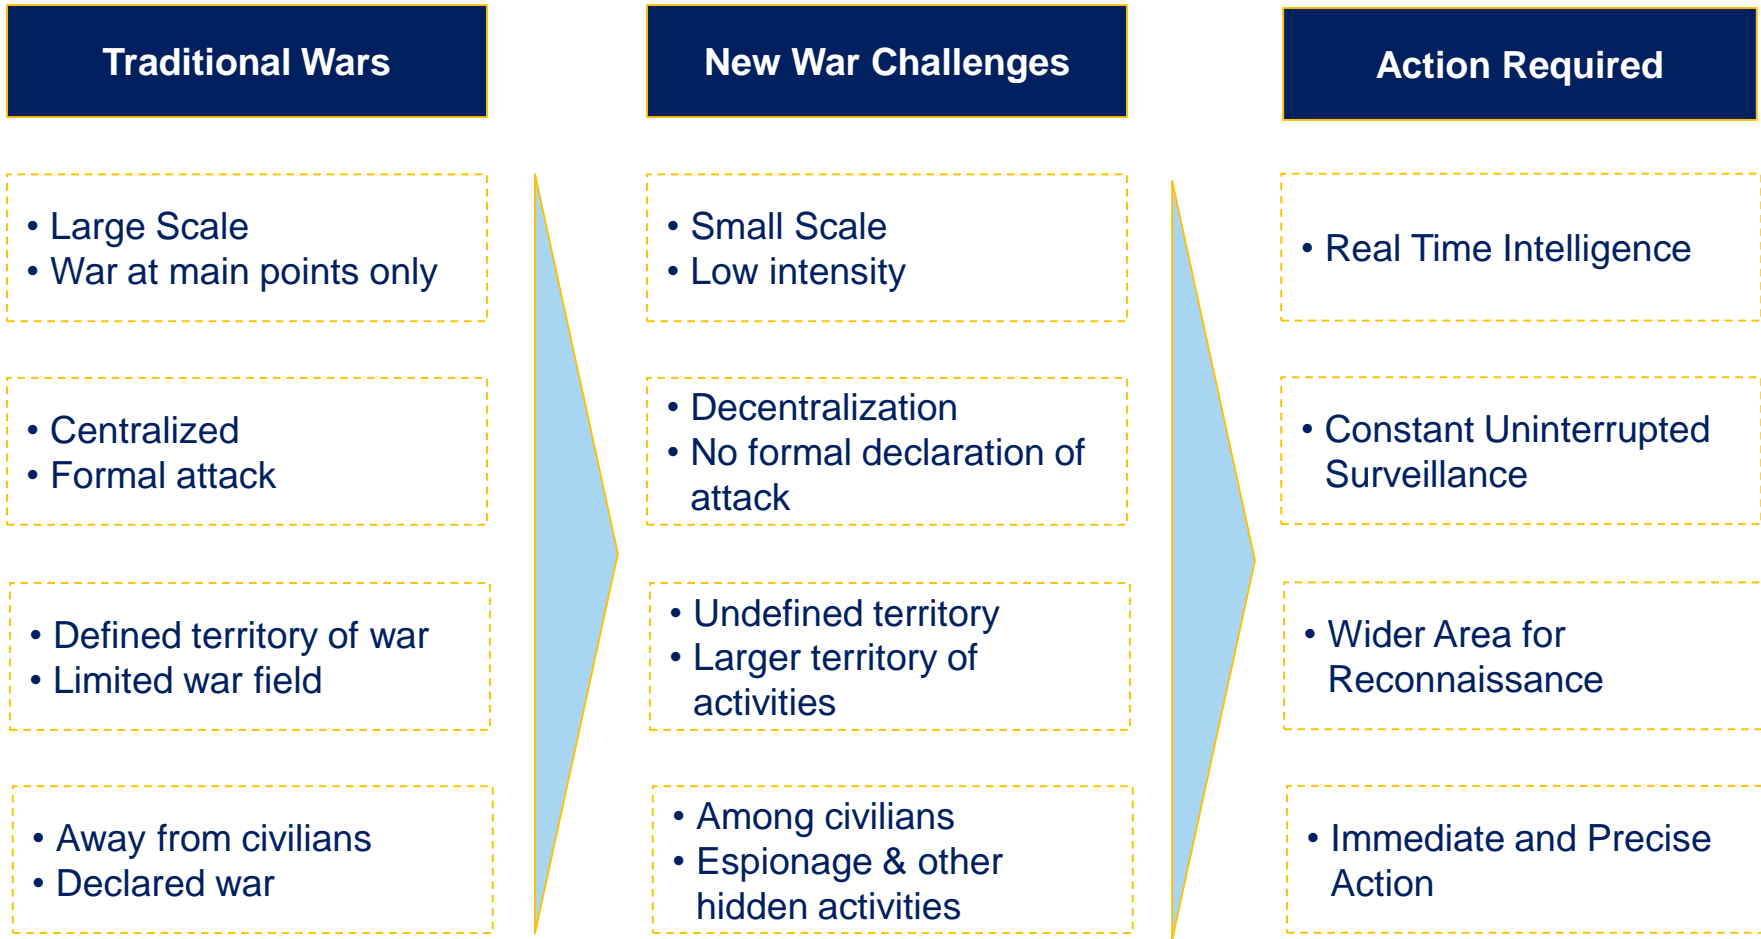 Traditional Wars
• Large Scale
• War at main points only
• Centralized
• Formal attack
• Defined territory of war
• Limited war field
• Away from civilians
• Declared war
New War Challenges
• Small Scale
• Low intensity
• Decentralization
• No formal declaration of
attack
• Undefined territory
• Larger territory of
activities
• Among civilians
• Espionage & other
hidden activities
Action Required
• Real Time Intelligence
• Constant Uninterrupted
Surveillance
• Wider Area for
Reconnaissance
• Immediate and Precise
Action